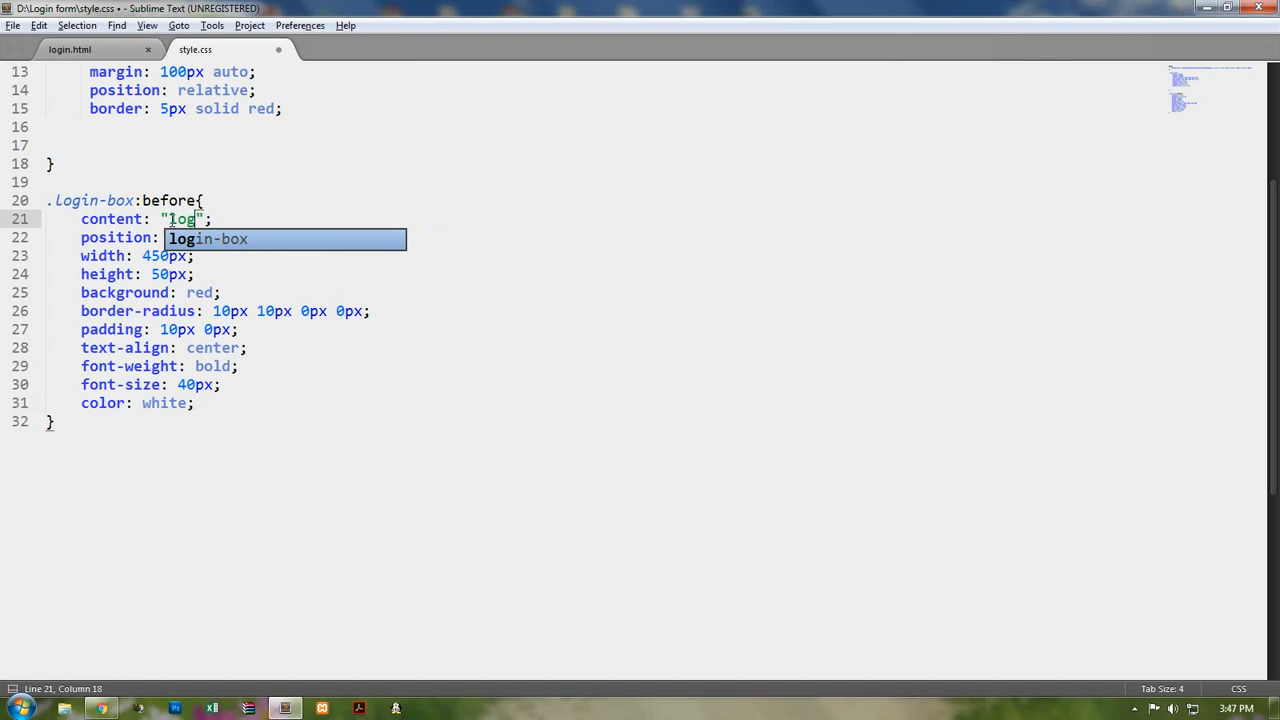 D:\Login form\style.css • - Sublime Text (UNREGISTERED)
File Edit Selection Find View Goto Tools Project Preferences Help
login.html × style.css
13 margin: 100px auto;
14 position: relative;
15 border: 5px solid red;
16
17
18 }
19
20 .login-box:before{
21 content: "log";
login-box
22 position:
23 width: 450px;
24 height: 50px;
25 background: red;
26 border-radius: 10px 10px 0px 0px;
27 padding: 10px 0px;
28 text-align: center;
29 font-weight: bold;
30 font-size: 40px;
31 color: white;
32 }
Line 21, Column 18 Tab Size: 4 CSS
3:47 PM